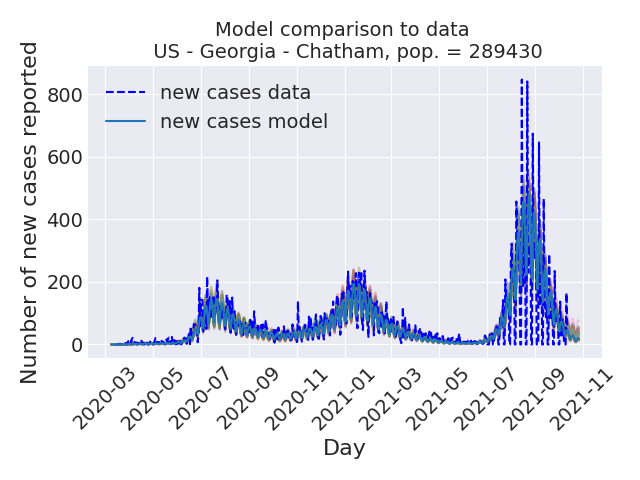 Model comparison to data
US - Georgia - Chatham, pop. = 289430
Number of new cases reported
800
600
400
200
0
new cases data
new cases model
2020-03
2020-05
2020-07
2020-09
2020-11
2021-01
2021-03
2021-05
2021-07
2021-09
2021-11
Day